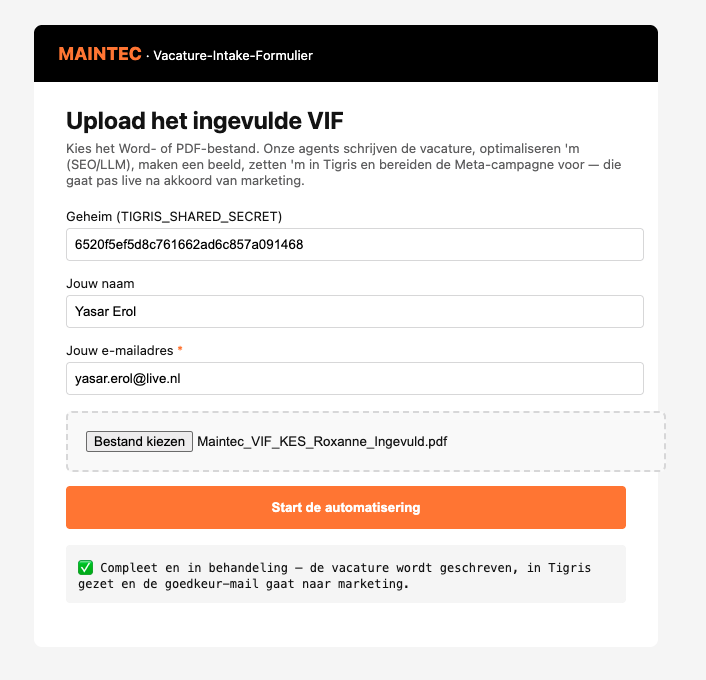 MAINTEC · Vacature-Intake-Formulier
Upload het ingevulde VIF
Kies het Word- of PDF-bestand. Onze agents schrijven de vacature, optimaliseren 'm
(SEO/LLM), maken een beeld, zetten 'm in Tigris en bereiden de Meta-campagne voor — die
gaat pas live na akkoord van marketing.
Geheim (TIGRIS_SHARED_SECRET)
6520f5ef5d8c761662ad6c857a091468
Jouw naam
Yasar Erol
Jouw e-mailadres *
yasar.erol@live.nl
Bestand kiezen Maintec_VIF_KES_Roxanne_Ingevuld.pdf
Start de automatisering
✅ Compleet en in behandeling — de vacature wordt geschreven, in Tigris
gezet en de goedkeur-mail gaat naar marketing.